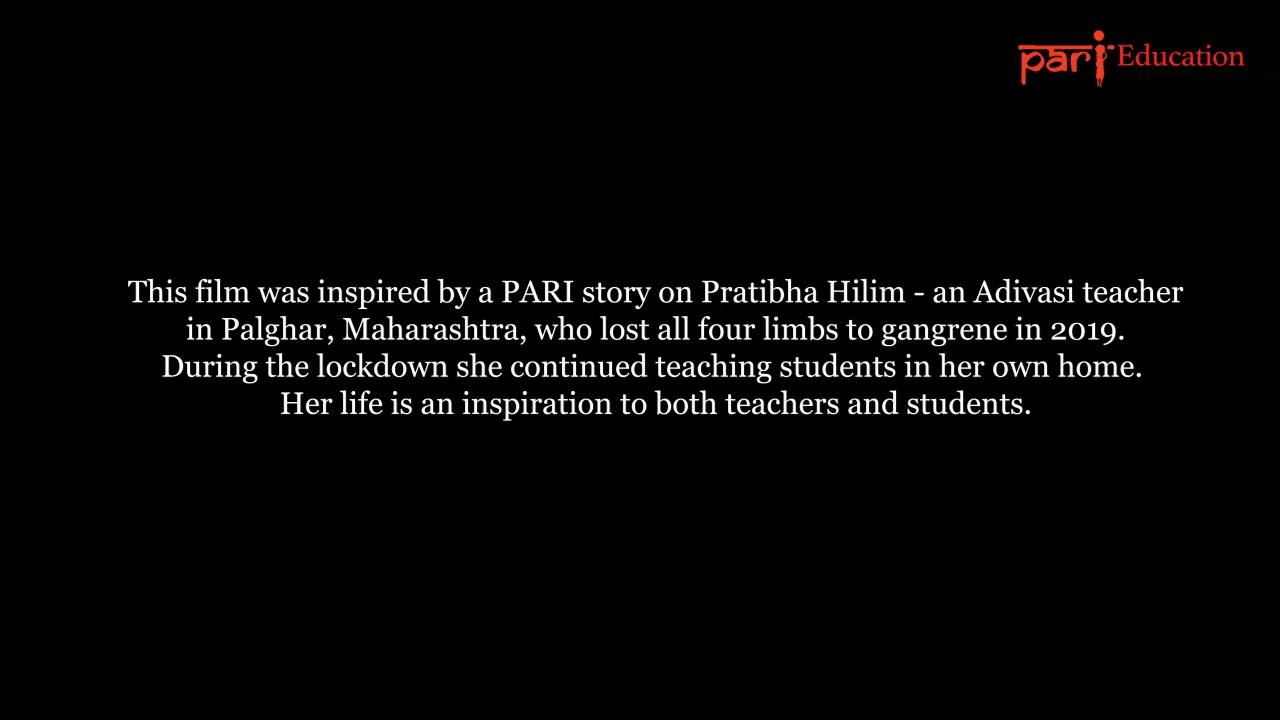 pari Education
This film was inspired by a PARI story on Pratibha Hilim - an Adivasi teacher
in Palghar, Maharashtra, who lost all four limbs to gangrene in 2019.
During the lockdown she continued teaching students in her own home.
Her life is an inspiration to both teachers and students.